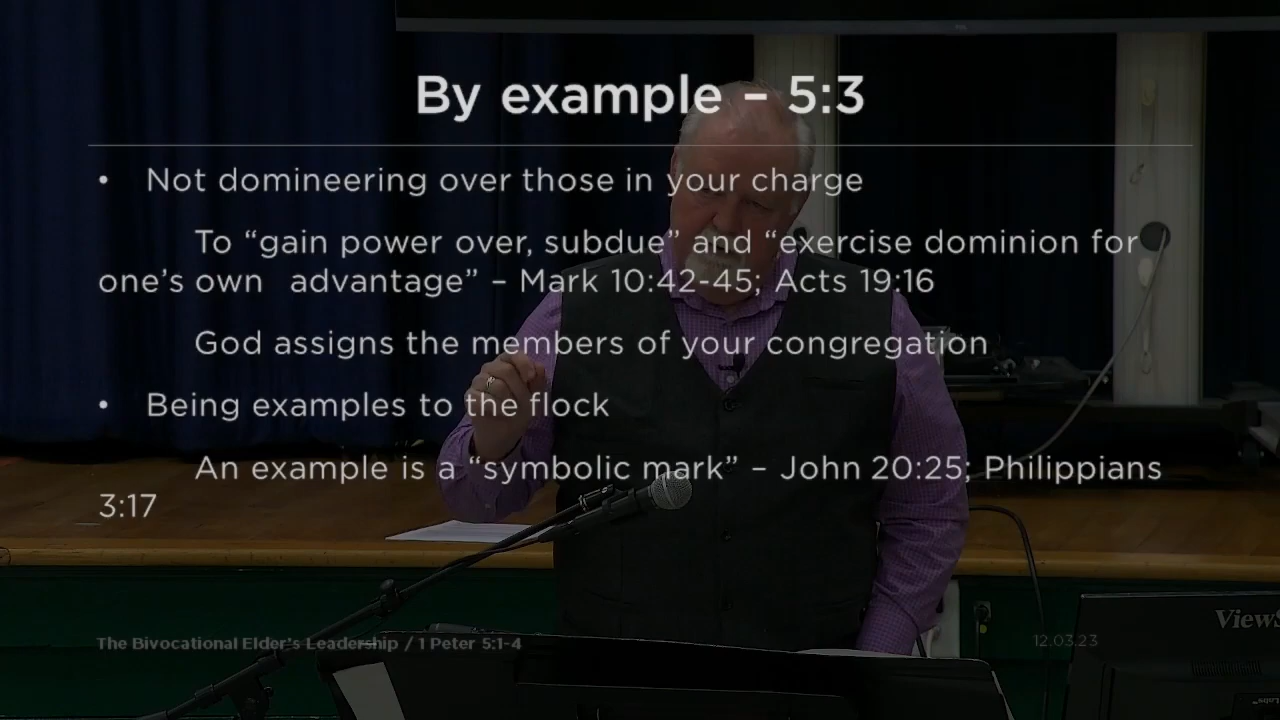 By example – 5:3
• Not domineering over those in your charge
To “gain power over, subdue” and “exercise dominion for
one’s own advantage” – Mark 10:42-45; Acts 19:16
God assigns the members of your congregation
• Being examples to the flock
An example is a “symbolic mark” – John 20:25; Philippians
3:17
The Bivocational Elder’s Leadership / 1 Peter 5:1-4
12.03.23
ViewS